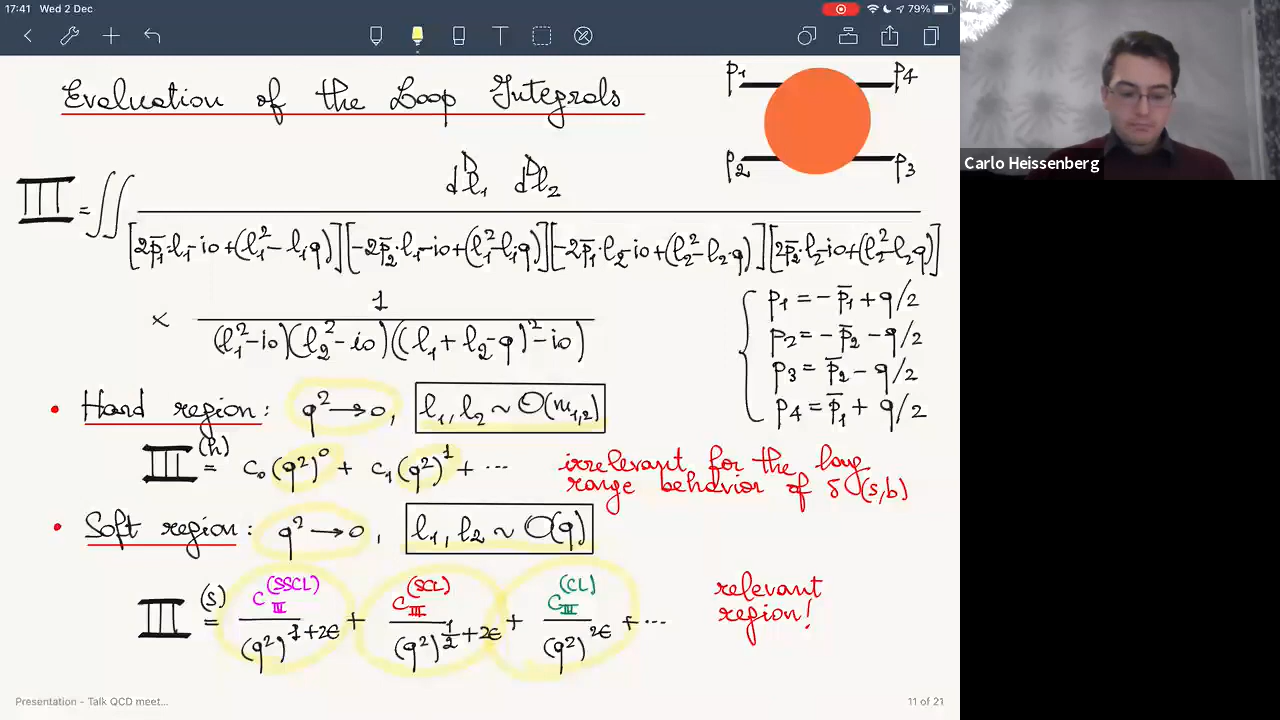 17:41 Wed 2 Dec
79%
Evaluation of the Loop Integrals
p1 p4
p2 p3
III = ∫∫ d^D l1 d^D l2
[2p̄1·l1-i0+(l1²-l1q)][-2p̄2·l1-i0+(l1²-l1q)][-2p̄1·l2-i0+(l2²-l2·q)][2p̄2·l2-i0+(l2²-l2q)]
× 1
(l1²-i0)(l2²-i0)((l1+l2-q)²-i0)
p1 = -p̄1+q/2
p2 = -p̄2-q/2
p3 = p̄2-q/2
p4 = p̄1+q/2
• Hard region: q²→0, l1, l2 ~ O(m1,2)
III^(h) = c0(q²)^0 + c1(q²)^1 + ···
irrelevant for the long
range behavior of δ(s,b)
• Soft region: q²→0, l1, l2 ~ O(q)
III^(s) = C_III^(SSCL)/(q²)^1+2ε + C_III^(SCL)/(q²)^½+2ε + C_III^(CL)/(q²)^2ε + ···
relevant
region!
Presentation - Talk QCD meet...
11 of 21
Carlo Heissenberg